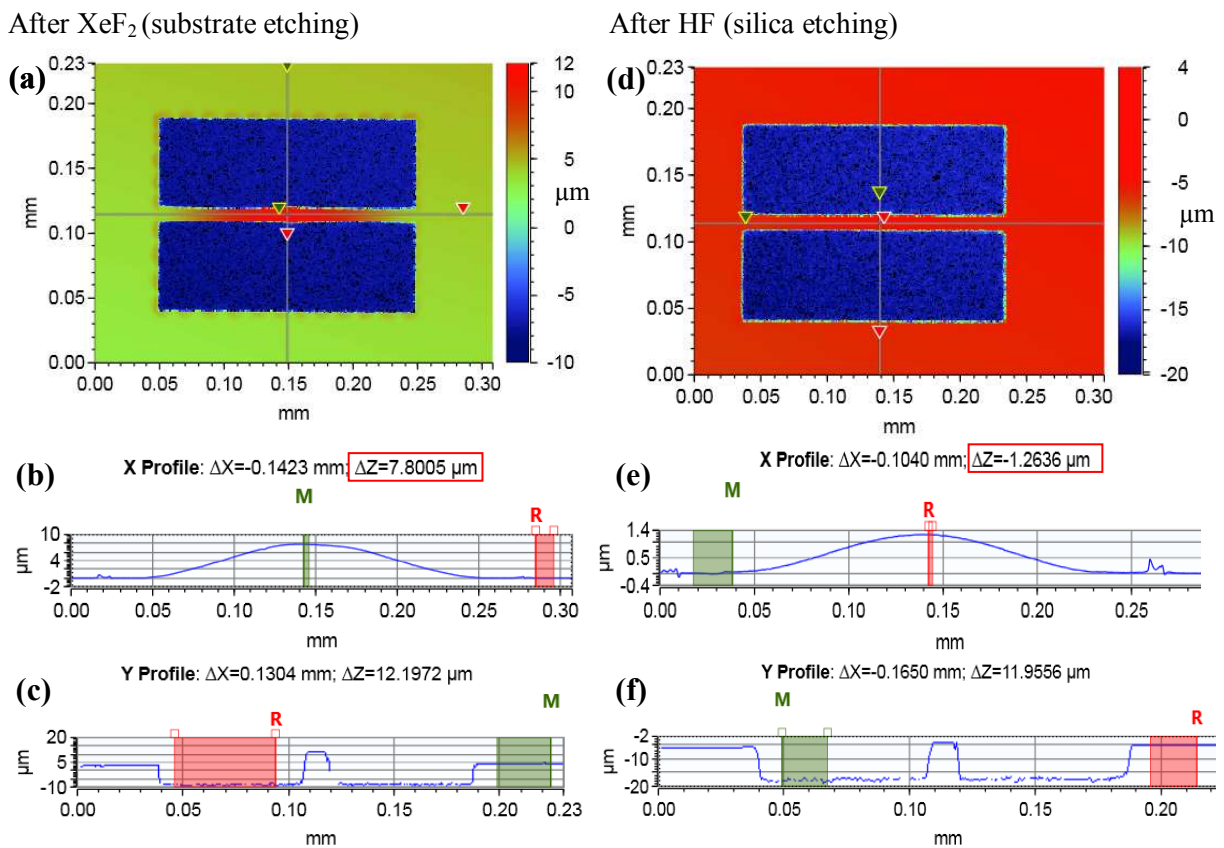 After XeF₂ (substrate etching)
After HF (silica etching)
(a)
0.23
0.20
0.15
0.10
0.05
0.00
mm
0.00 0.05 0.10 0.15 0.20 0.25 0.30
mm
12
10
5
0
-5
-10
μm
(d)
0.23
0.20
0.15
0.10
0.05
0.00
mm
0.00 0.05 0.10 0.15 0.20 0.25 0.30
mm
4
0
-5
-10
-15
-20
μm
(b)
X Profile: ΔX=-0.1423 mm; ΔZ=7.8005 μm
M
R
10
4
-2
μm
0.00 0.05 0.10 0.15 0.20 0.25 0.30
mm
(e)
X Profile: ΔX=-0.1040 mm; ΔZ=-1.2636 μm
M
R
1.4
0.5
-0.4
μm
0.00 0.05 0.10 0.15 0.20 0.25
mm
(c)
Y Profile: ΔX=0.1304 mm; ΔZ=12.1972 μm
R
M
20
5
-10
μm
0.00 0.05 0.10 0.15 0.20 0.23
mm
(f)
Y Profile: ΔX=-0.1650 mm; ΔZ=11.9556 μm
M
R
-2
-10
-20
μm
0.00 0.05 0.10 0.15 0.20
mm